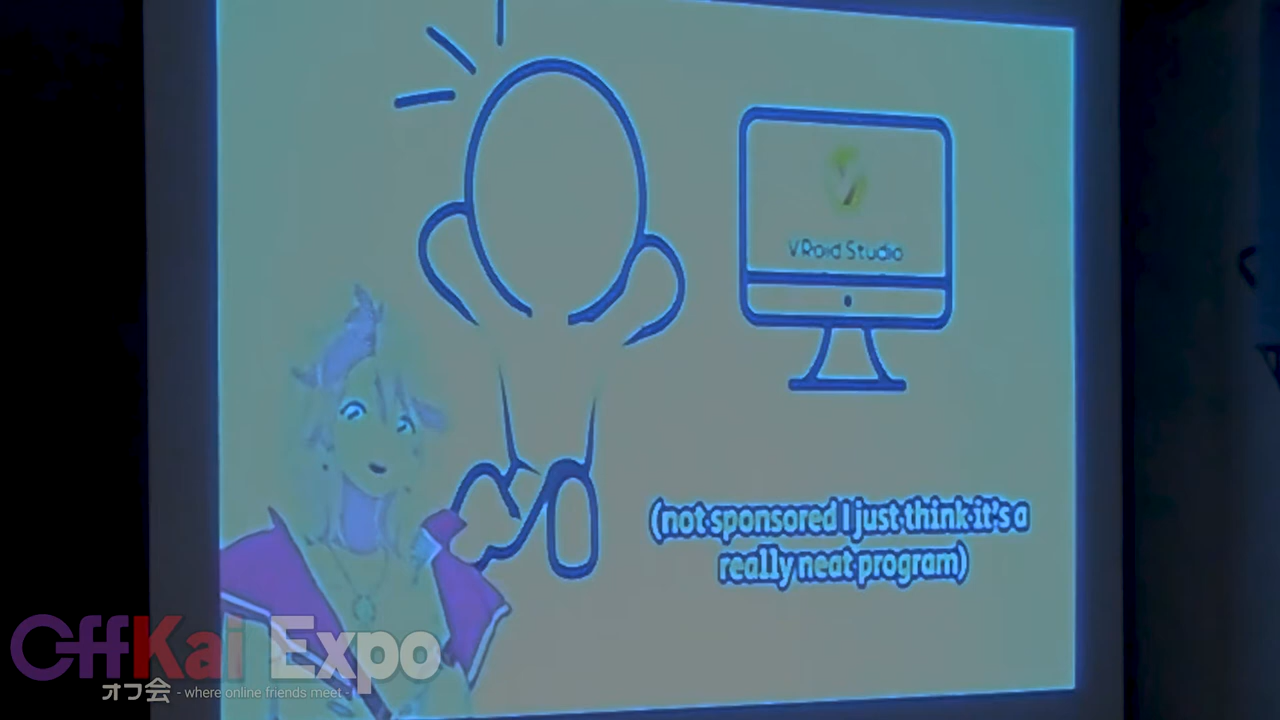 VRoid Studio
(not sponsored I just think it's a
really neat program)
OffKai Expo
オフ会 - where online friends meet -